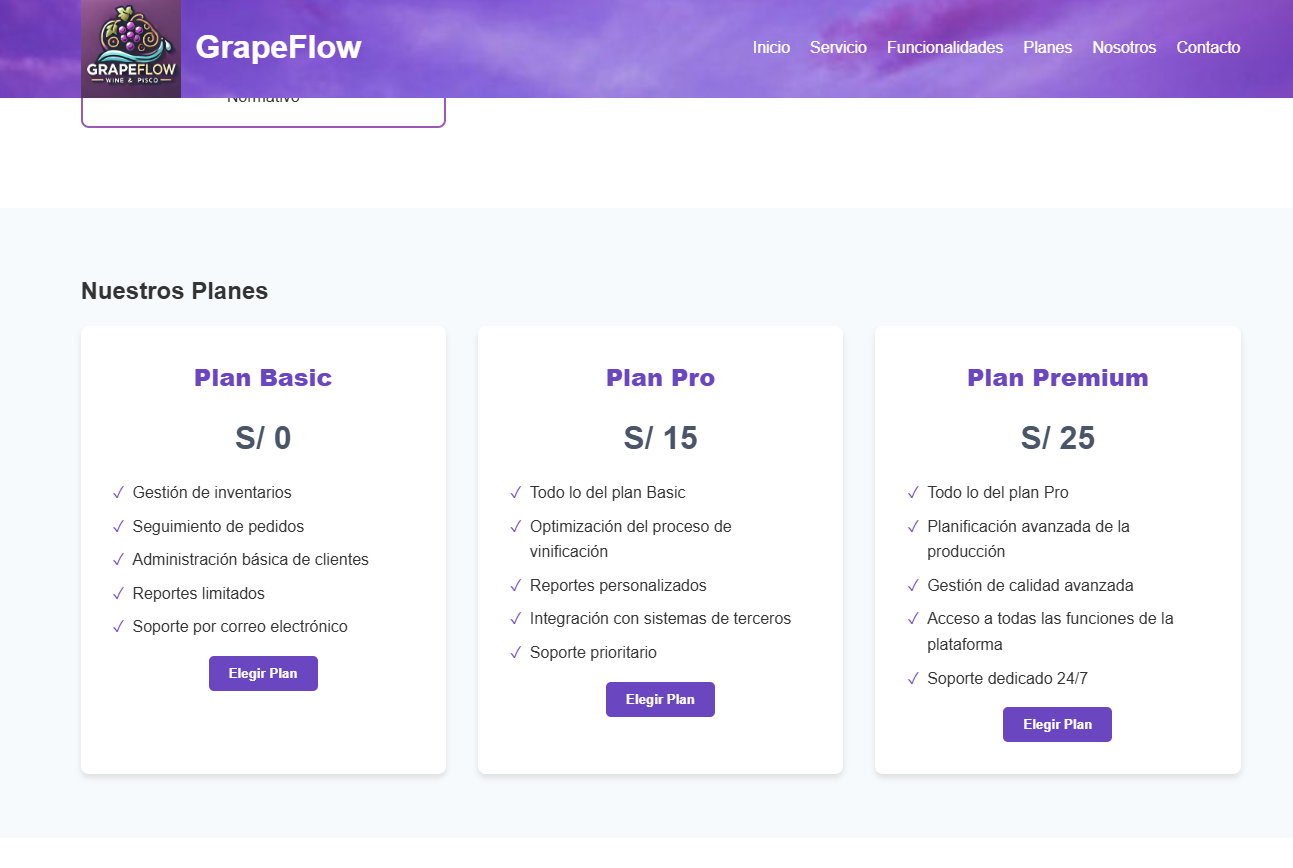 GRAPEFLOW
WINE & PISCO
GrapeFlow
Inicio Servicio Funcionalidades Planes Nosotros Contacto
Normativo
Nuestros Planes
Plan Basic
S/ 0
✓ Gestión de inventarios
✓ Seguimiento de pedidos
✓ Administración básica de clientes
✓ Reportes limitados
✓ Soporte por correo electrónico
Elegir Plan
Plan Pro
S/ 15
✓ Todo lo del plan Basic
✓ Optimización del proceso de
vinificación
✓ Reportes personalizados
✓ Integración con sistemas de terceros
✓ Soporte prioritario
Elegir Plan
Plan Premium
S/ 25
✓ Todo lo del plan Pro
✓ Planificación avanzada de la
producción
✓ Gestión de calidad avanzada
✓ Acceso a todas las funciones de la
plataforma
✓ Soporte dedicado 24/7
Elegir Plan